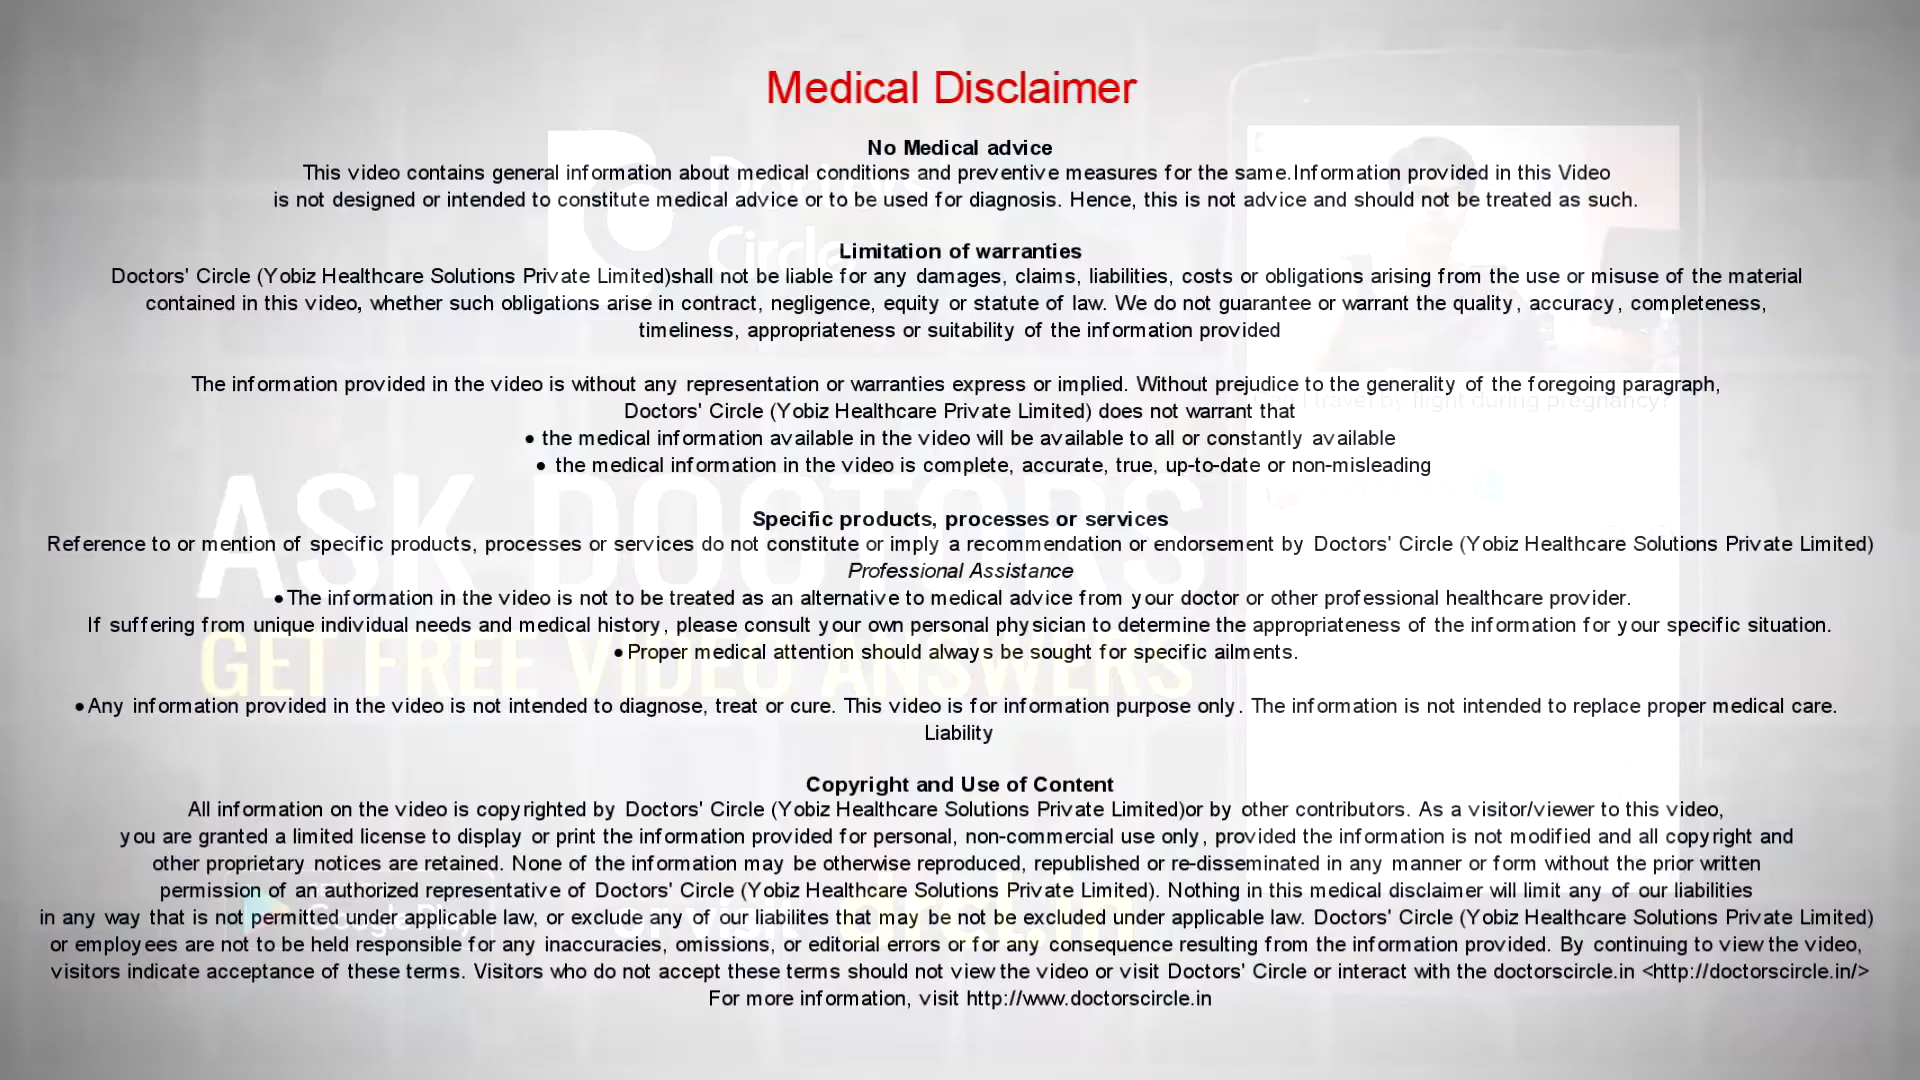 Medical Disclaimer
No Medical advice
This video contains general information about medical conditions and preventive measures for the same.Information provided in this Video
is not designed or intended to constitute medical advice or to be used for diagnosis. Hence, this is not advice and should not be treated as such.
Doctors'
Circle
Limitation of warranties
Doctors' Circle (Yobiz Healthcare Solutions Private Limited)shall not be liable for any damages, claims, liabilities, costs or obligations arising from the use or misuse of the material
contained in this video, whether such obligations arise in contract, negligence, equity or statute of law. We do not guarantee or warrant the quality, accuracy, completeness,
timeliness, appropriateness or suitability of the information provided
The information provided in the video is without any representation or warranties express or implied. Without prejudice to the generality of the foregoing paragraph,
Can I travel by flight during pregnancy?
Doctors' Circle (Yobiz Healthcare Private Limited) does not warrant that
• the medical information available in the video will be available to all or constantly available
• the medical information in the video is complete, accurate, true, up-to-date or non-misleading
ASK DOCTORS
Specific products, processes or services
Reference to or mention of specific products, processes or services do not constitute or imply a recommendation or endorsement by Doctors' Circle (Yobiz Healthcare Solutions Private Limited)
Professional Assistance
•The information in the video is not to be treated as an alternative to medical advice from your doctor or other professional healthcare provider.
If suffering from unique individual needs and medical history, please consult your own personal physician to determine the appropriateness of the information for your specific situation.
•Proper medical attention should always be sought for specific ailments.
GET FREE VIDEO ANSWERS
•Any information provided in the video is not intended to diagnose, treat or cure. This video is for information purpose only. The information is not intended to replace proper medical care.
Liability
Copyright and Use of Content
All information on the video is copyrighted by Doctors' Circle (Yobiz Healthcare Solutions Private Limited)or by other contributors. As a visitor/viewer to this video,
you are granted a limited license to display or print the information provided for personal, non-commercial use only, provided the information is not modified and all copyright and
other proprietary notices are retained. None of the information may be otherwise reproduced, republished or re-disseminated in any manner or form without the prior written
permission of an authorized representative of Doctors' Circle (Yobiz Healthcare Solutions Private Limited). Nothing in this medical disclaimer will limit any of our liabilities
in any way that is not permitted under applicable law, or exclude any of our liabilites that may be not be excluded under applicable law. Doctors' Circle (Yobiz Healthcare Solutions Private Limited)
Google Play
or visit drcl.in
or employees are not to be held responsible for any inaccuracies, omissions, or editorial errors or for any consequence resulting from the information provided. By continuing to view the video,
visitors indicate acceptance of these terms. Visitors who do not accept these terms should not view the video or visit Doctors' Circle or interact with the doctorscircle.in <http://doctorscircle.in/>
For more information, visit http://www.doctorscircle.in